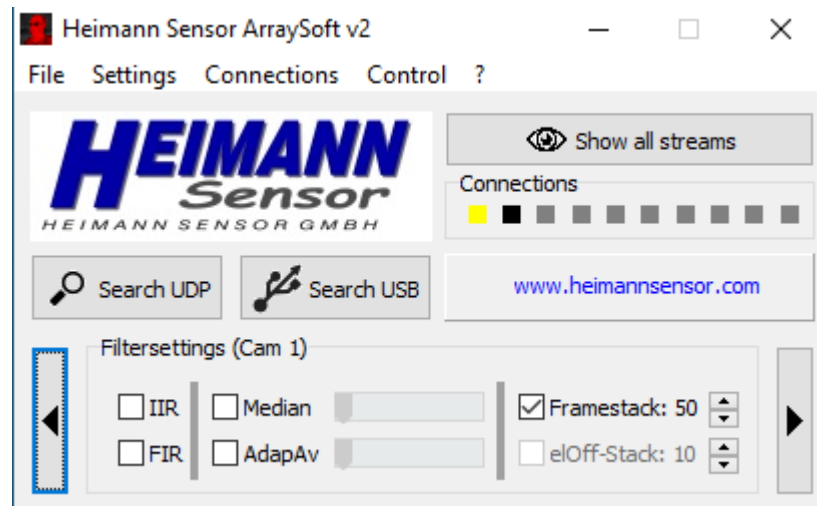 Heimann Sensor ArraySoft v2
File Settings Connections Control ?
HEIMANN
Sensor
HEIMANN SENSOR GMBH
Show all streams
Connections
Search UDP
Search USB
www.heimannsensor.com
Filtersettings (Cam 1)
IIR
Median
Framestack: 50
FIR
AdapAv
elOff-Stack: 10